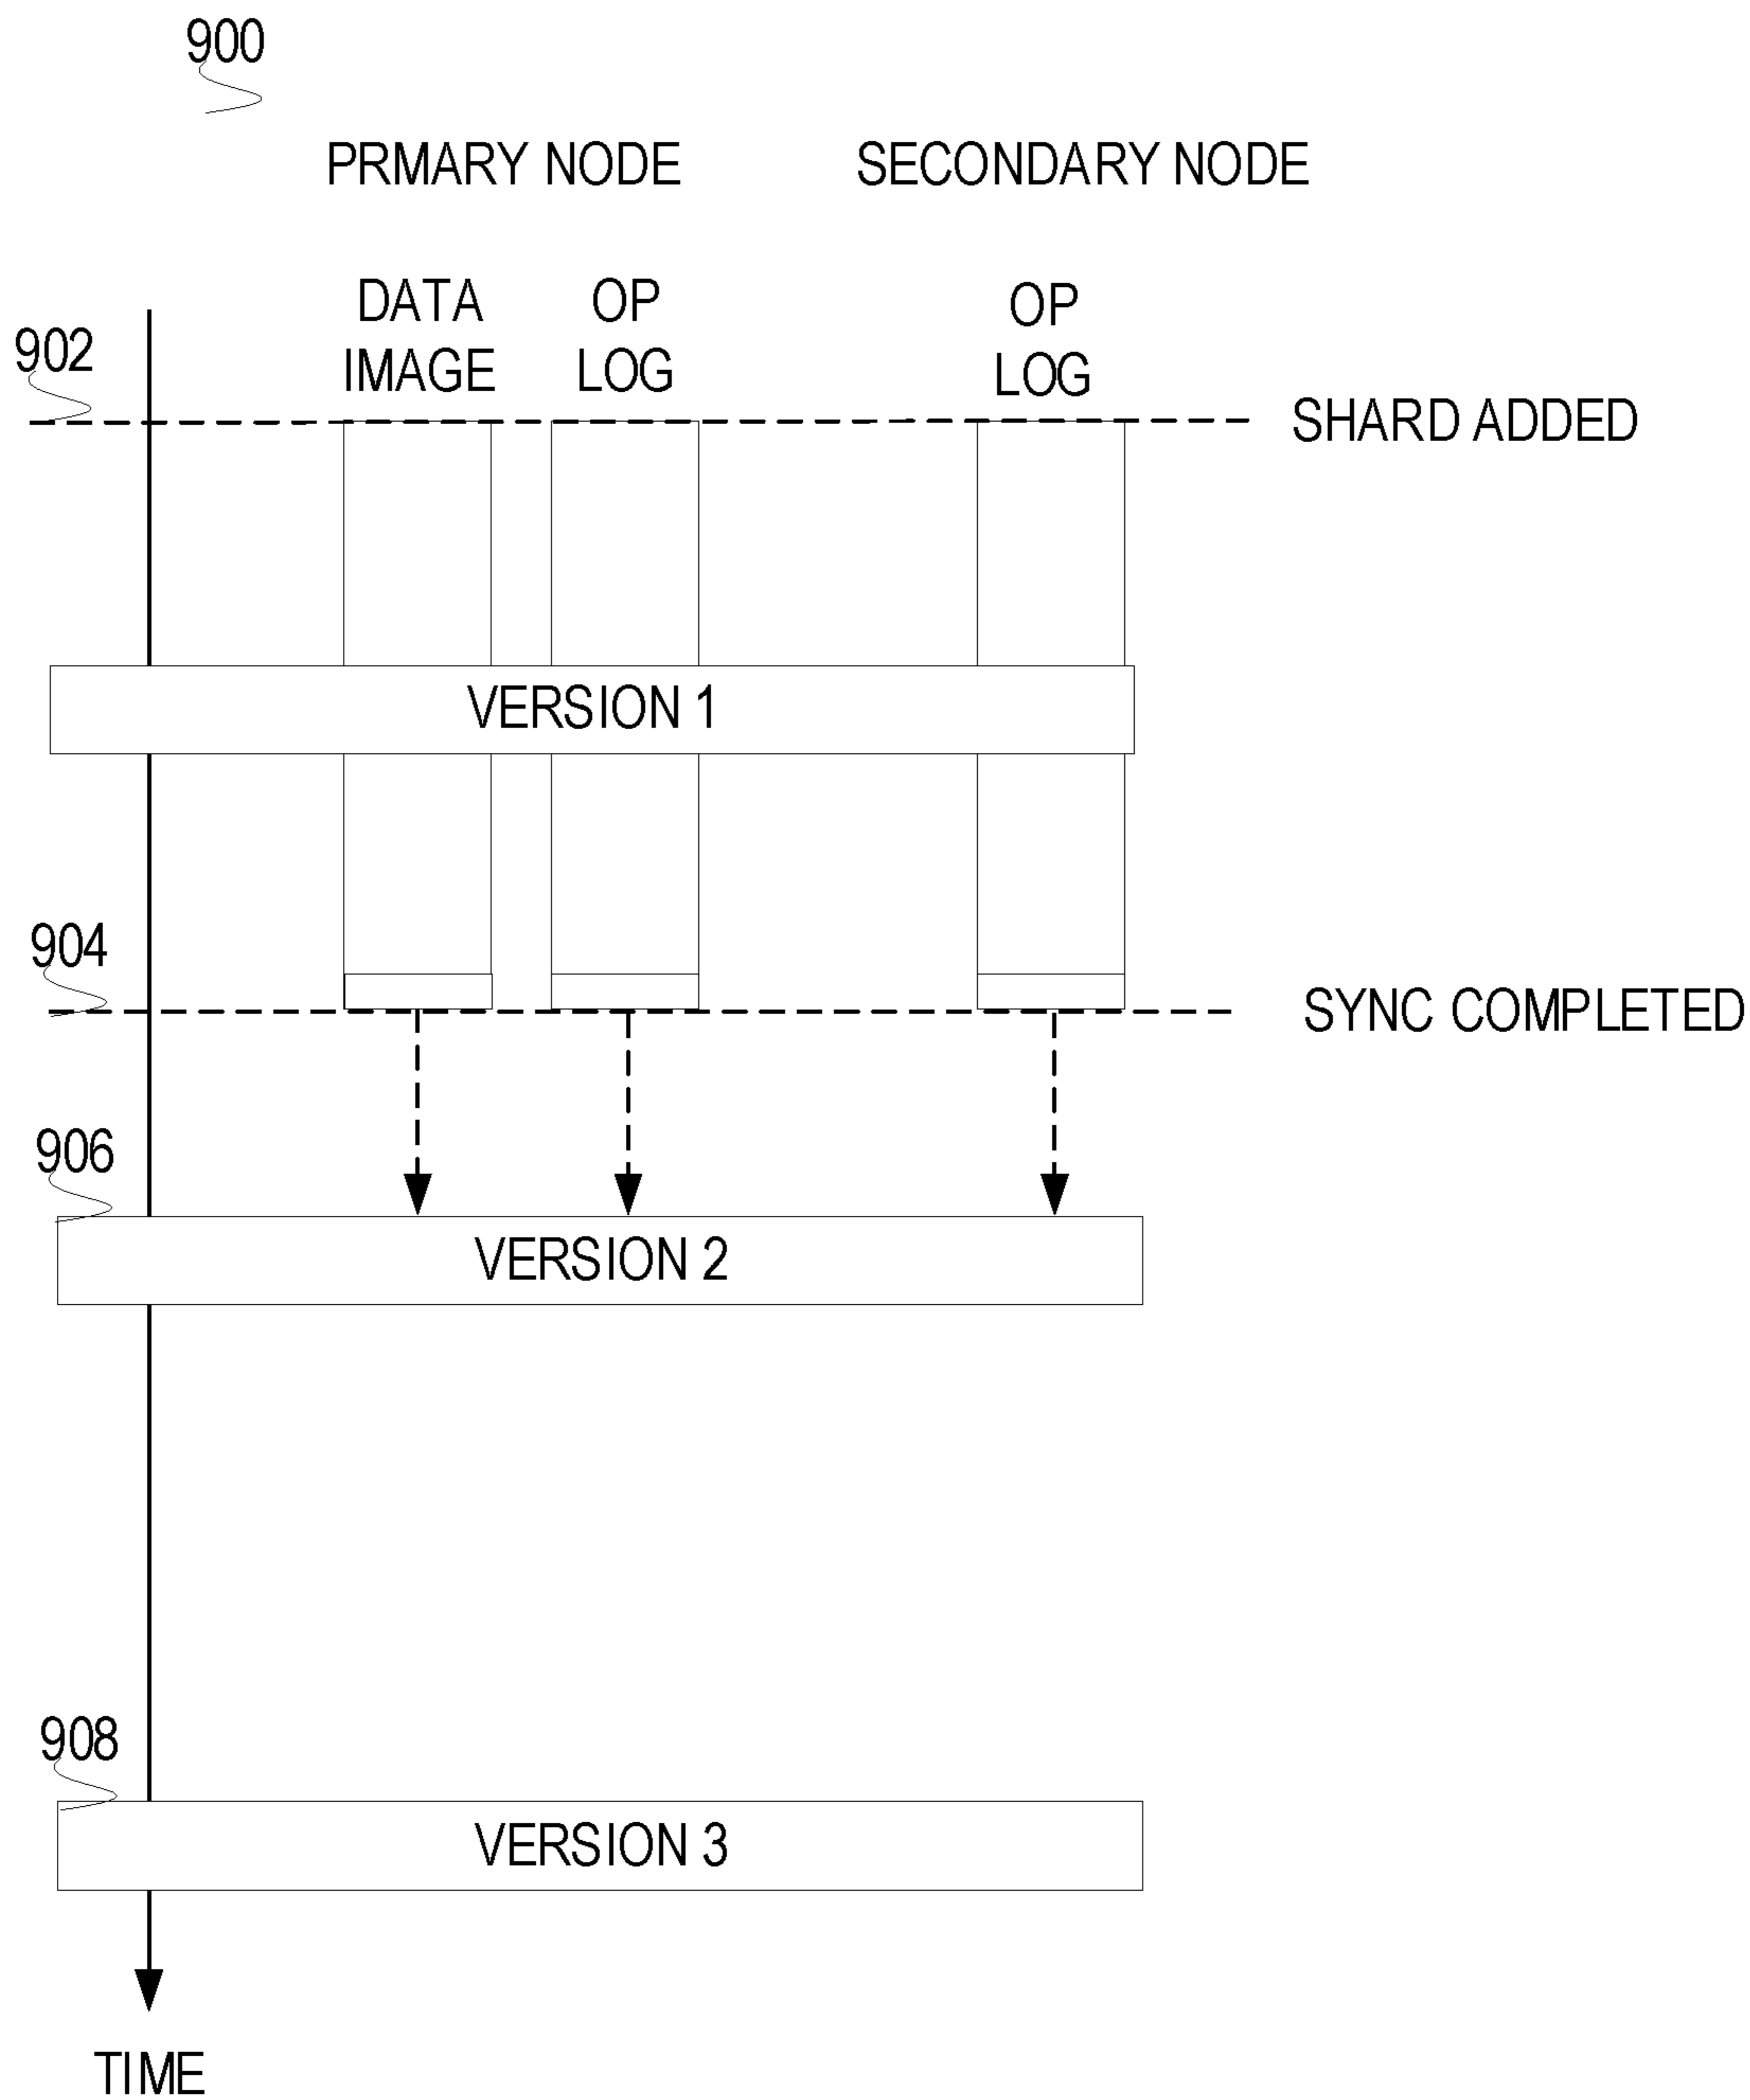 900
PRMARY NODE
SECONDARY NODE
DATA
IMAGE
OP
LOG
OP
LOG
902
SHARD ADDED
VERSION 1
904
SYNC COMPLETED
906
VERSION 2
908
VERSION 3
TIME